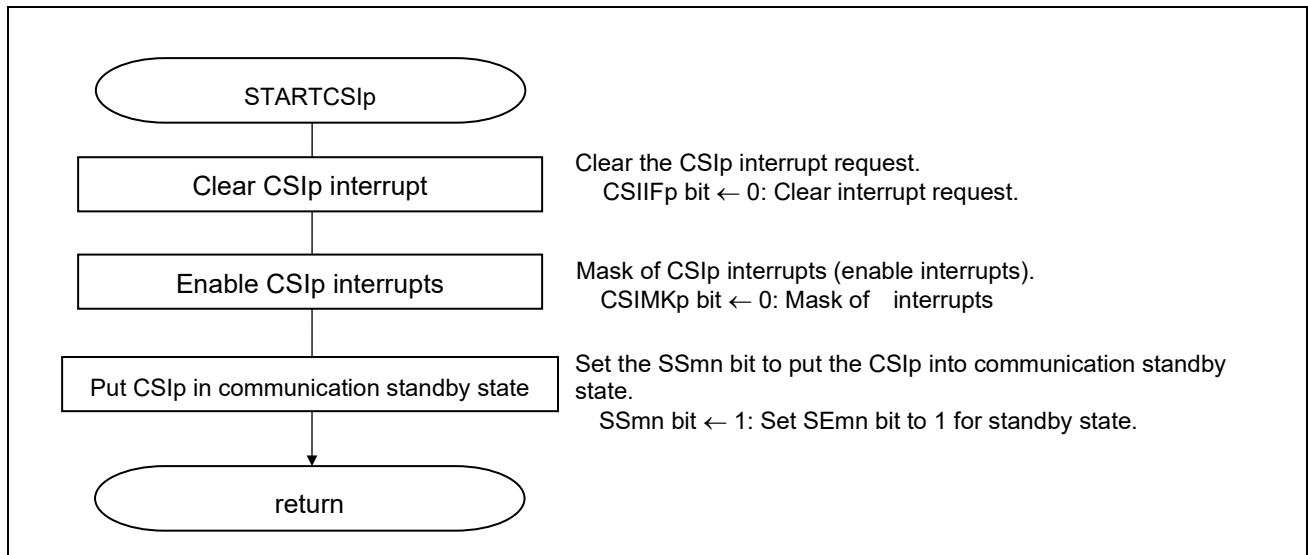 STARTCSIp
Clear CSIp interrupt
Clear the CSIp interrupt request.
CSIIFp bit ← 0: Clear interrupt request.
Enable CSIp interrupts
Mask of CSIp interrupts (enable interrupts).
CSIMKp bit ← 0: Mask of interrupts
Put CSIp in communication standby state
Set the SSmn bit to put the CSIp into communication standby
state.
SSmn bit ← 1: Set SEmn bit to 1 for standby state.
return